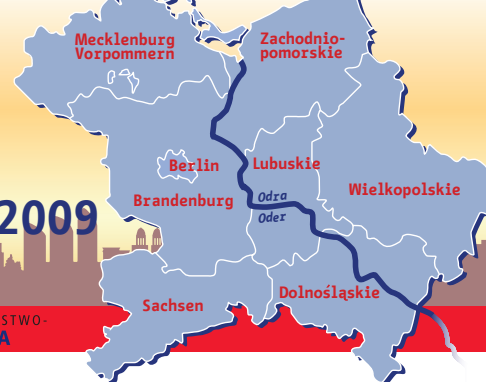 Mecklenburg
Vorpommern
Zachodnio-
pomorskie
Berlin
Lubuskie
Brandenburg
Wielkopolskie
Odra
Oder
2009
Sachsen
Dolnośląskie
STWO-
A